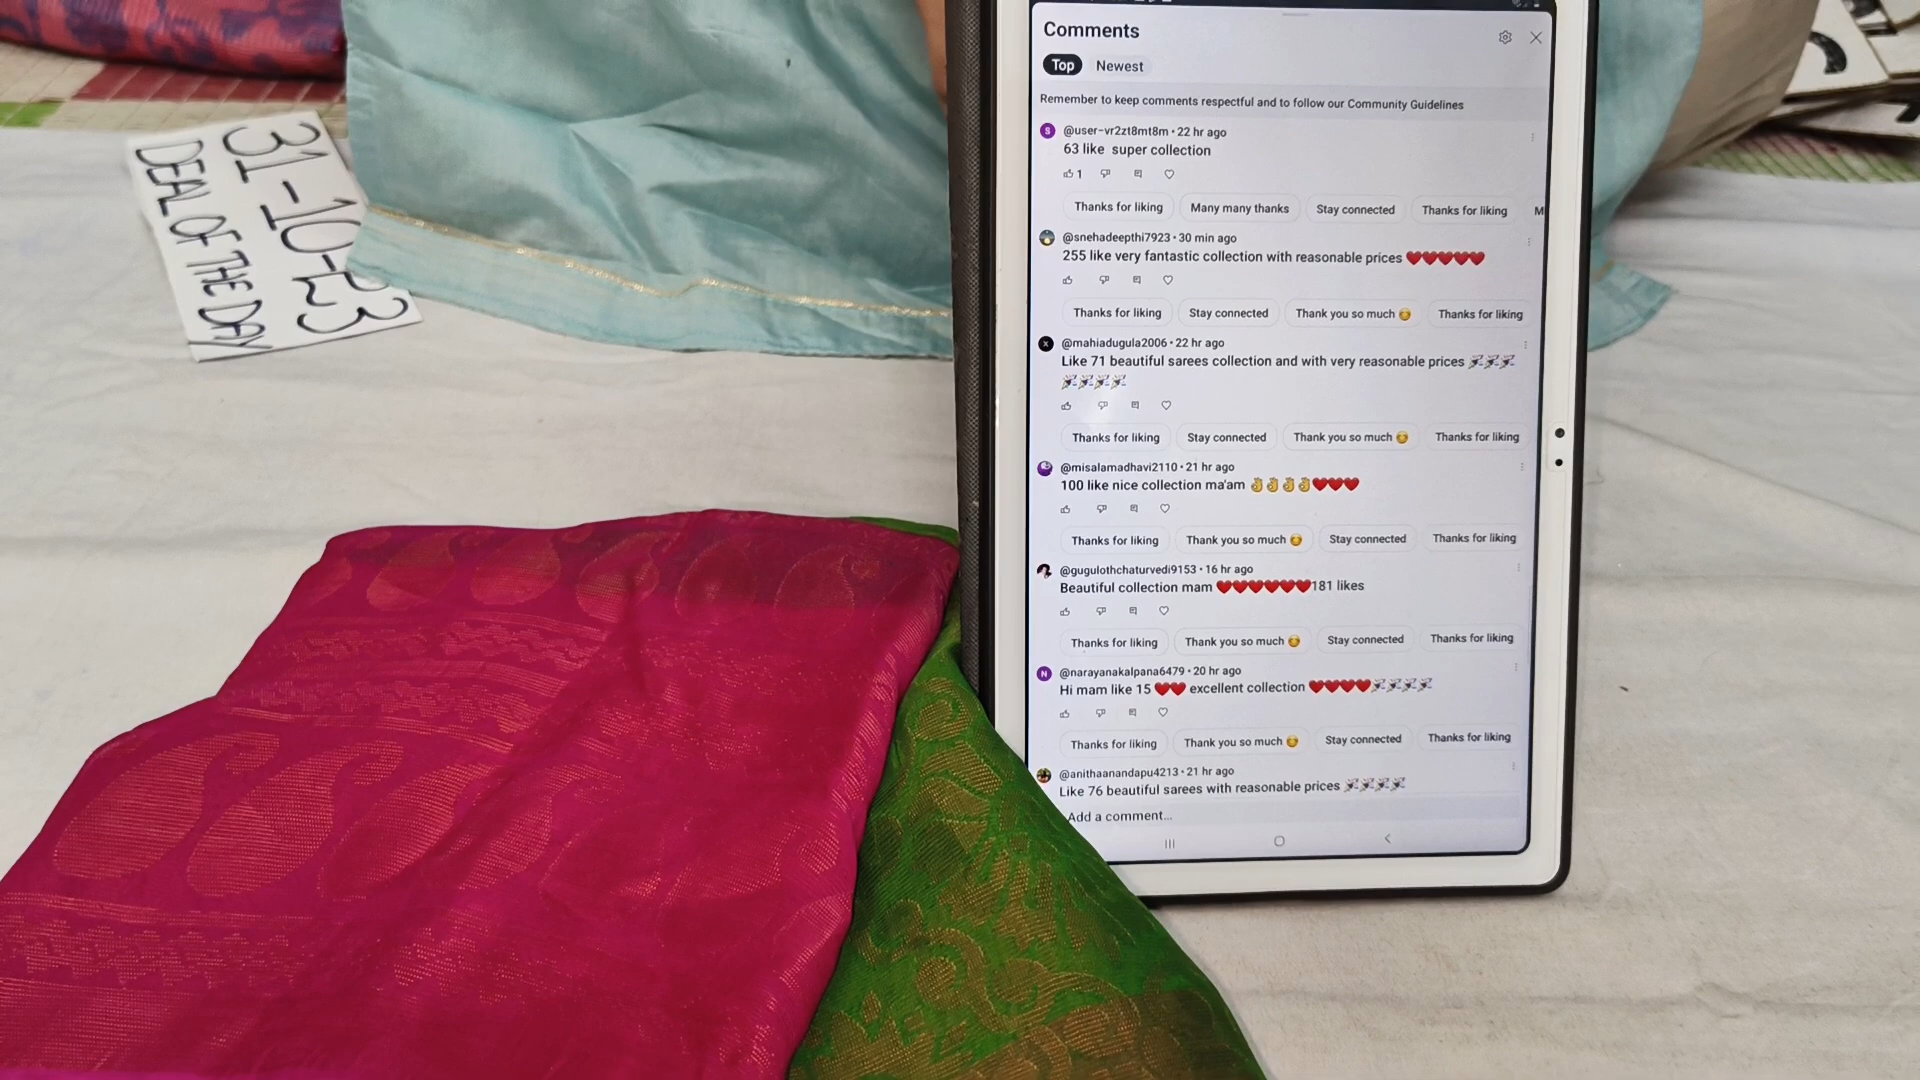 31-10-23
DEAL OF THE DAY
Comments
Top Newest
Remember to keep comments respectful and to follow our Community Guidelines
@user-vr2zt8mt8m • 22 hr ago
63 like super collection
1
Thanks for liking Many many thanks Stay connected Thanks for liking M
@snehadeepthi7923 • 30 min ago
255 like very fantastic collection with reasonable prices ❤️❤️❤️❤️❤️
Thanks for liking Stay connected Thank you so much 😊 Thanks for liking
@mahiadugula2006 • 22 hr ago
Like 71 beautiful sarees collection and with very reasonable prices 🎉🎉🎉
🎉🎉🎉🎉
Thanks for liking Stay connected Thank you so much 😊 Thanks for liking
@misalamadhavi2110 • 21 hr ago
100 like nice collection ma'am 👌👌👌👌❤️❤️❤️
Thanks for liking Thank you so much 😊 Stay connected Thanks for liking
@gugulothchaturvedi9153 • 16 hr ago
Beautiful collection mam ❤️❤️❤️❤️❤️❤️181 likes
Thanks for liking Thank you so much 😊 Stay connected Thanks for liking
N
@narayanakalpana6479 • 20 hr ago
Hi mam like 15 ❤️❤️ excellent collection ❤️❤️❤️❤️🎉🎉🎉🎉
Thanks for liking Thank you so much 😊 Stay connected Thanks for liking
@anithaanandapu4213 • 21 hr ago
Like 76 beautiful sarees with reasonable prices 🎉🎉🎉🎉
Add a comment...